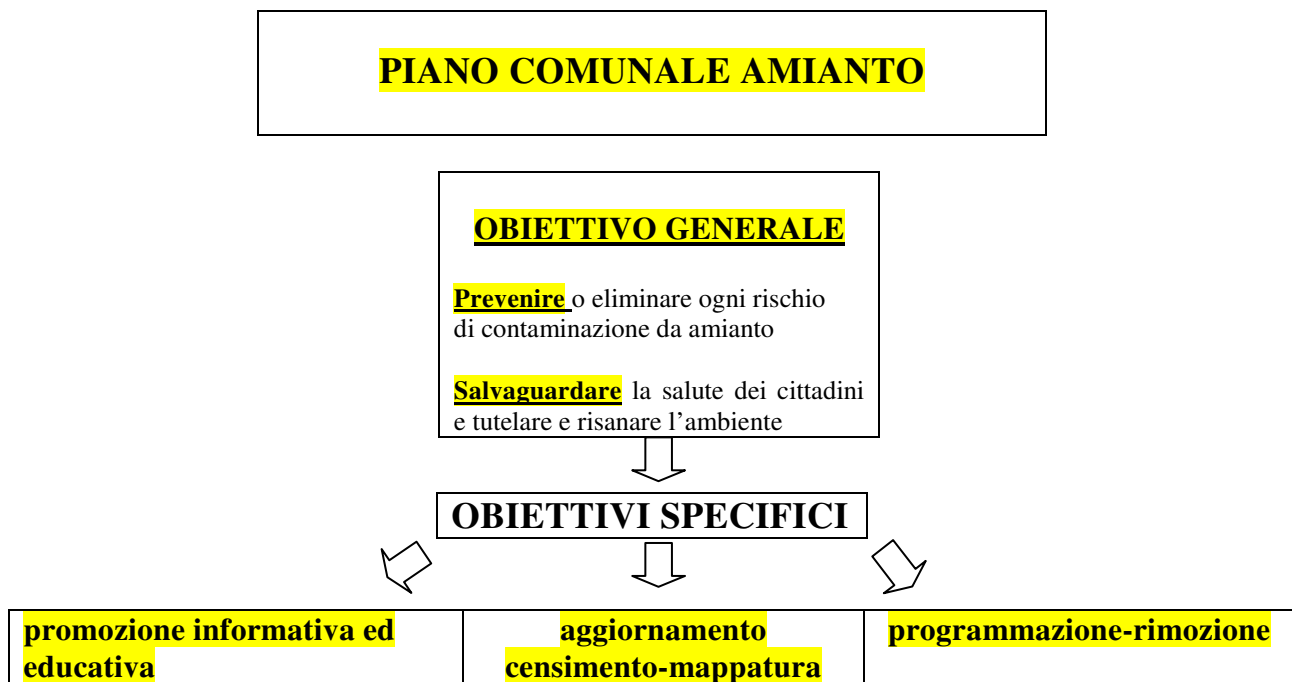 PIANO COMUNALE AMIANTO
OBIETTIVO GENERALE
Prevenire o eliminare ogni rischio
di contaminazione da amianto
Salvaguardare la salute dei cittadini
e tutelare e risanare l’ambiente
OBIETTIVI SPECIFICI
promozione informativa ed
educativa
aggiornamento
censimento-mappatura
programmazione-rimozione